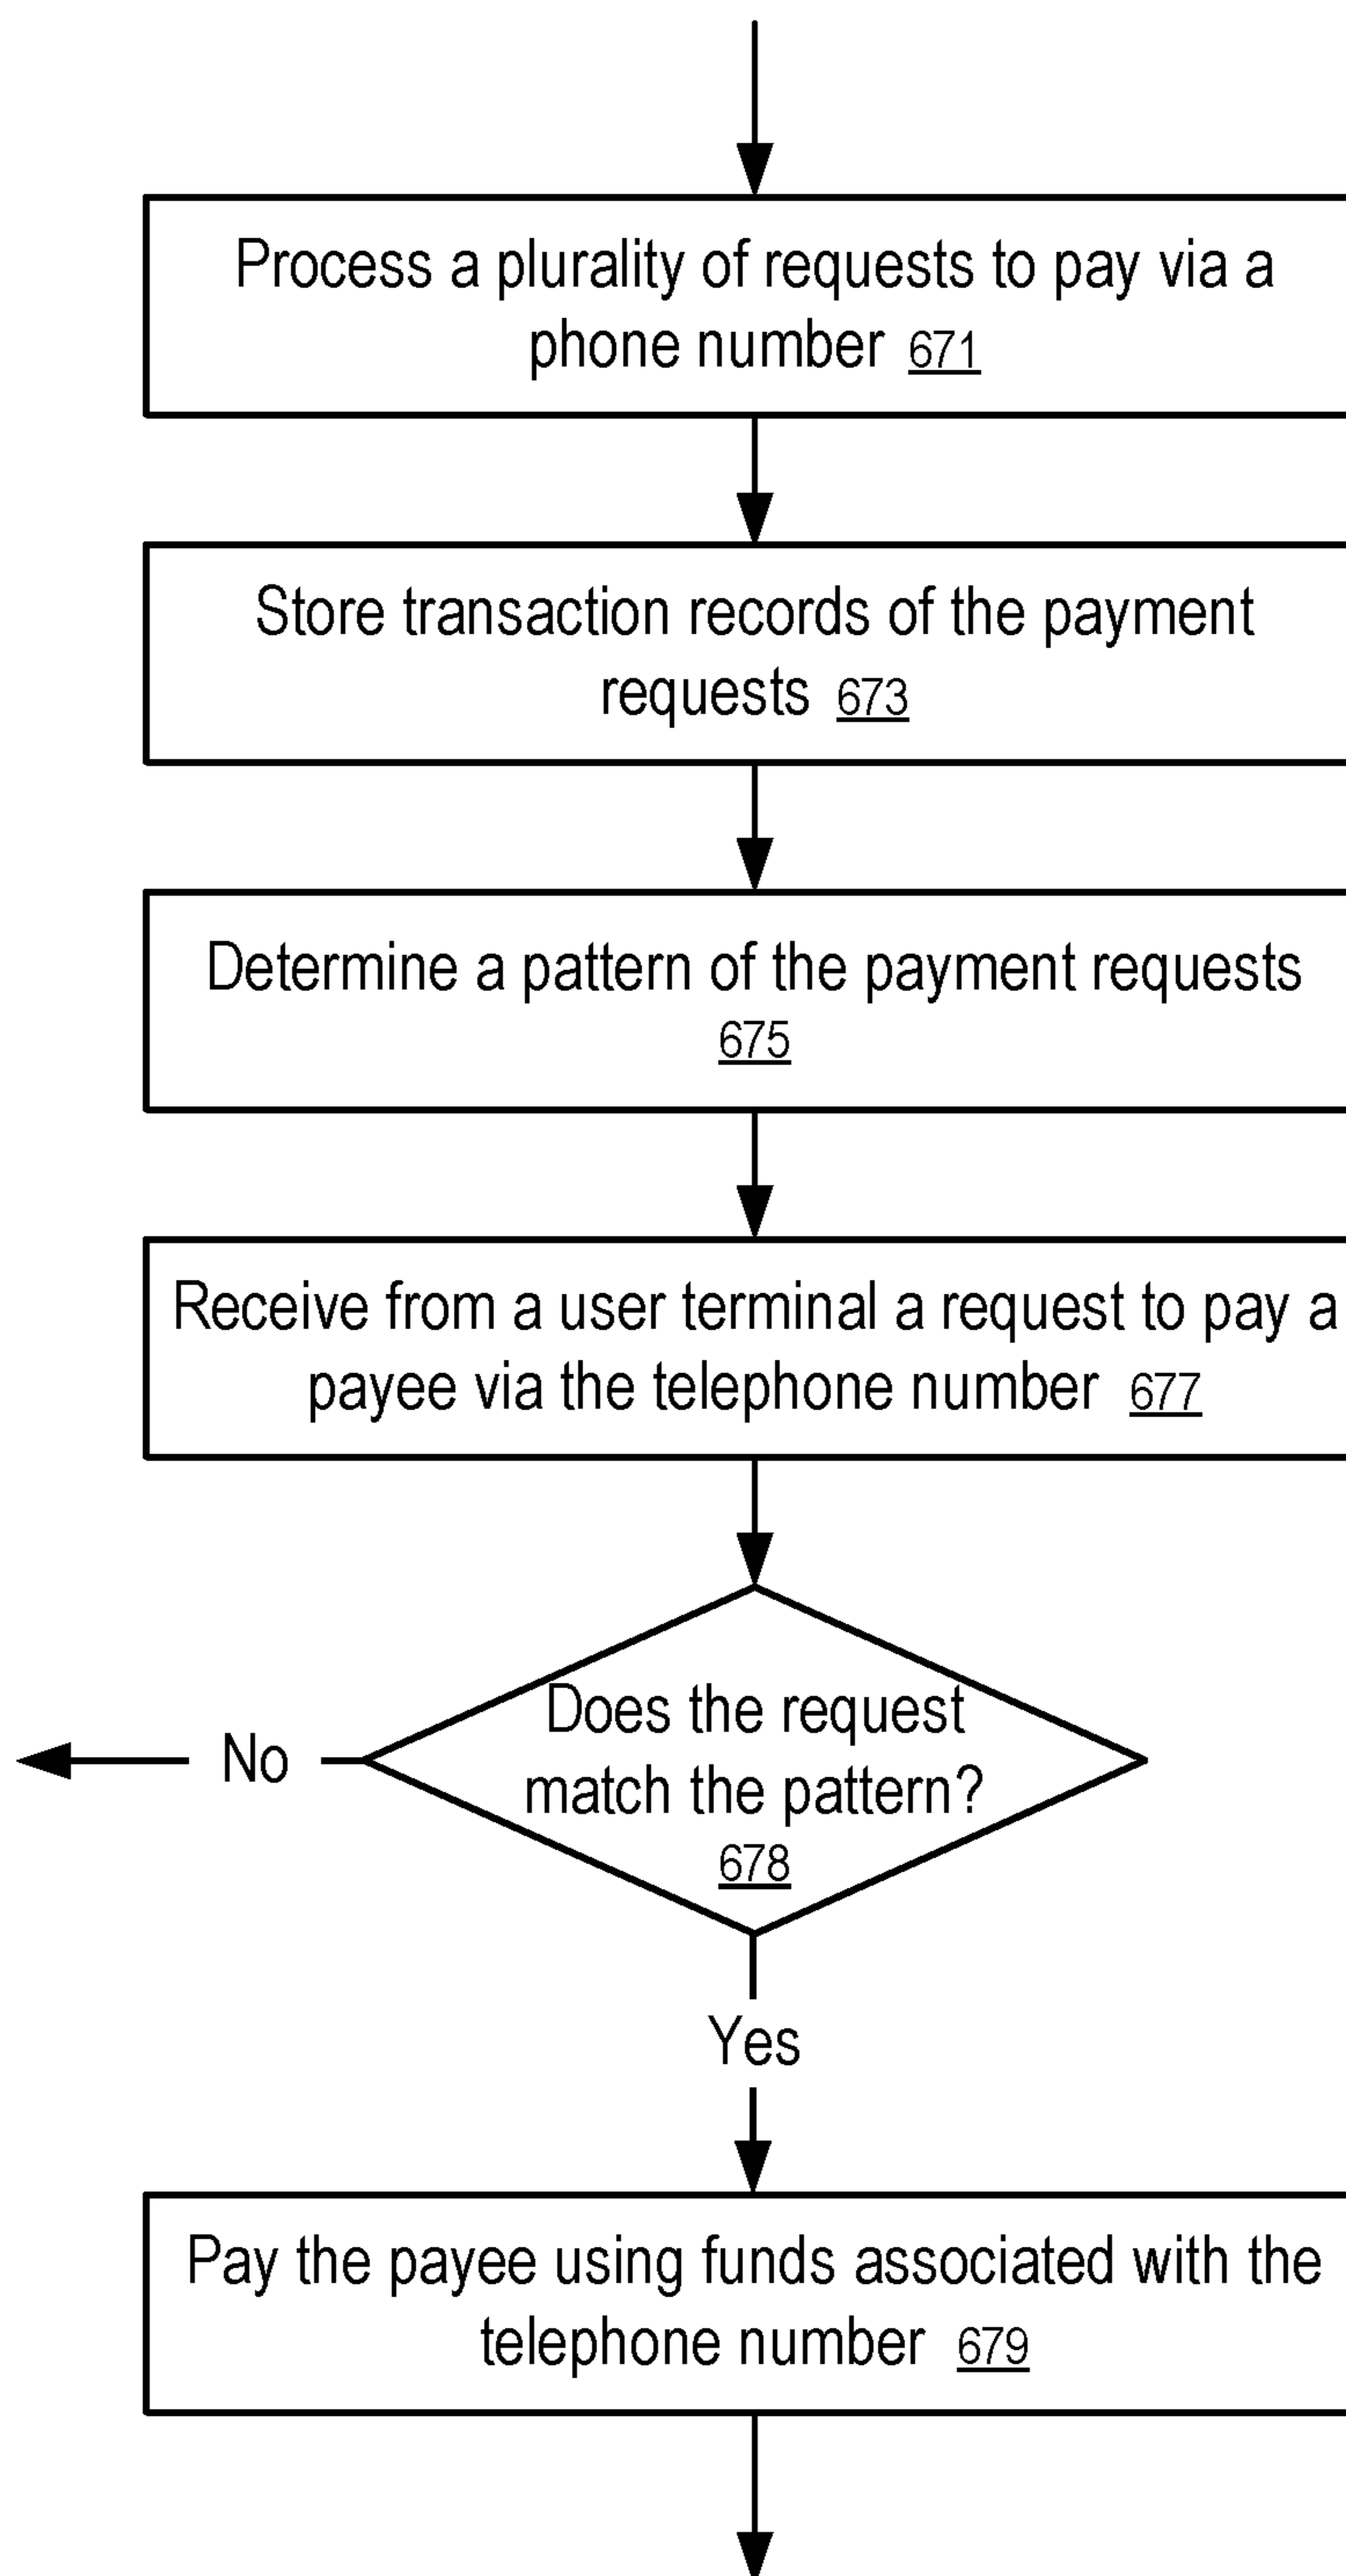 Process a plurality of requests to pay via a
phone number 671
Store transaction records of the payment
requests 673
Determine a pattern of the payment requests
675
Receive from a user terminal a request to pay a
payee via the telephone number 677
Does the request
match the pattern?
678
No
Yes
Pay the payee using funds associated with the
telephone number 679